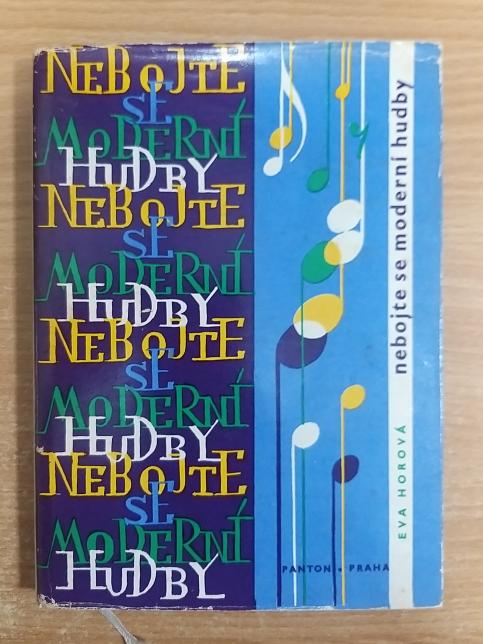 NEBOJTE
SE
MODERNÍ
HUDBY
NEBOJTE
SE
MODERNÍ
HUDBY
NEBOJTE
SE
MODERNÍ
HUDBY
NEBOJTE
SE
MODERNÍ
HUDBY
nebojte se moderní hudby
EVA HOROVÁ
PANTON • PRAHA